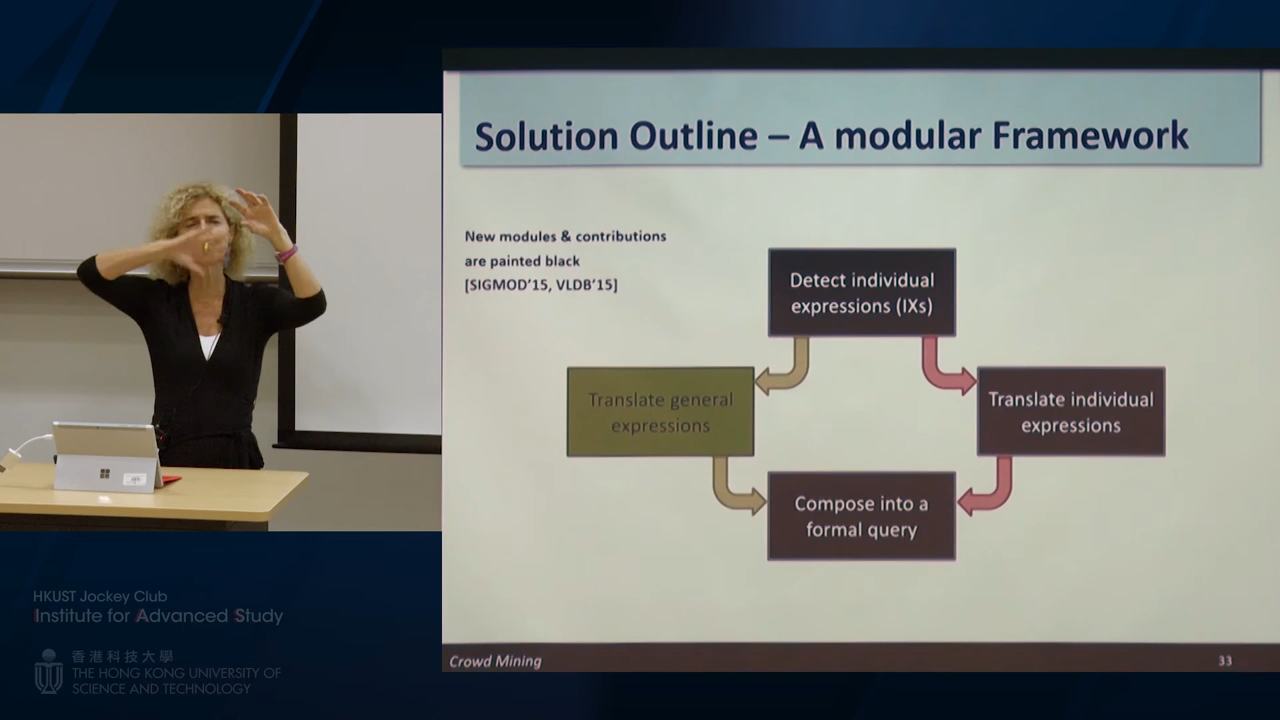 Solution Outline – A modular Framework
New modules & contributions
are painted black
[SIGMOD'15, VLDB'15]
Detect individual
expressions (IXs)
Translate general
expressions
Translate individual
expressions
Compose into a
formal query
Crowd Mining
33
HKUST Jockey Club
Institute for Advanced Study
香港科技大學
THE HONG KONG UNIVERSITY OF
SCIENCE AND TECHNOLOGY